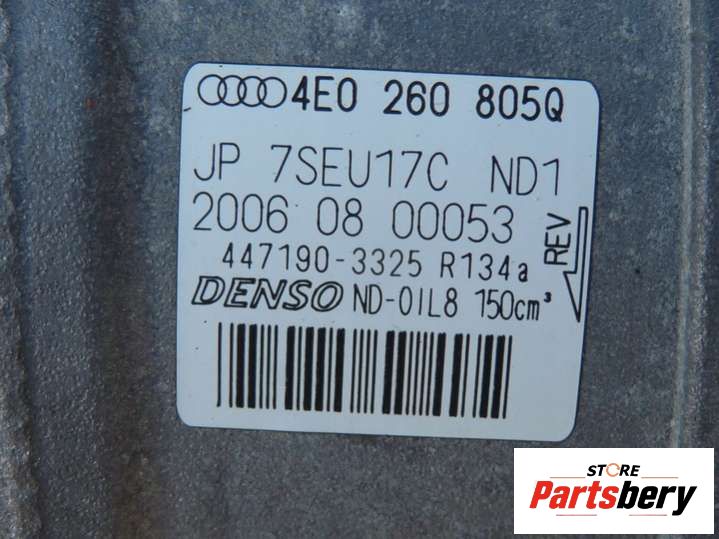 4E0 260 805Q
JP 7SEU17C ND1
2006 08 00053
REV
447190-3325 R134a
DENSO ND-OIL8 150cm³
STORE
Partsbery